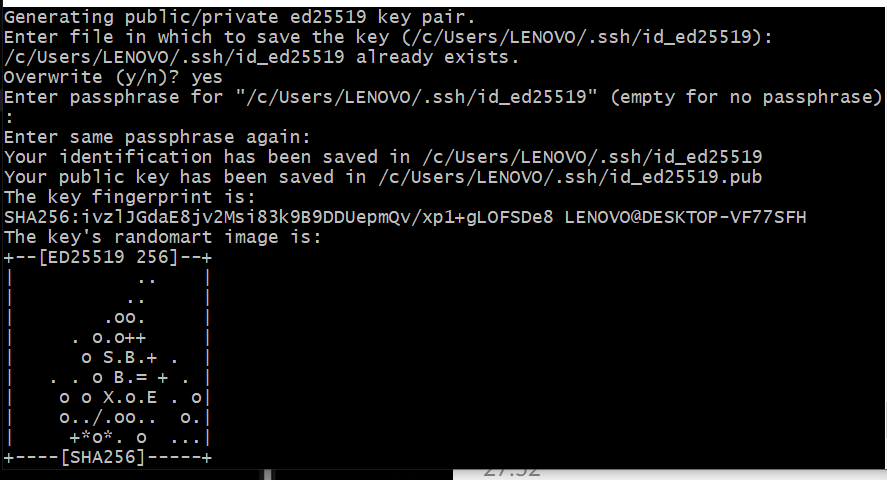 Generating public/private ed25519 key pair.
Enter file in which to save the key (/c/Users/LENOVO/.ssh/id_ed25519):
/c/Users/LENOVO/.ssh/id_ed25519 already exists.
Overwrite (y/n)? yes
Enter passphrase for "/c/Users/LENOVO/.ssh/id_ed25519" (empty for no passphrase)
:
Enter same passphrase again:
Your identification has been saved in /c/Users/LENOVO/.ssh/id_ed25519
Your public key has been saved in /c/Users/LENOVO/.ssh/id_ed25519.pub
The key fingerprint is:
SHA256:ivzlJGdaE8jv2Msi83k9B9DDUepmQv/xp1+gLOFSDe8 LENOVO@DESKTOP-VF77SFH
The key's randomart image is:
+--[ED25519 256]--+
|           ..    |
|          ..     |
|        .oo.     |
|     . o.o++     |
|      o S.B.+ .  |
|   . . o B.= + . |
|    o o X.o.E . o|
|    o../.oo..  o.|
|     +*o*. o  ...|
+----[SHA256]-----+